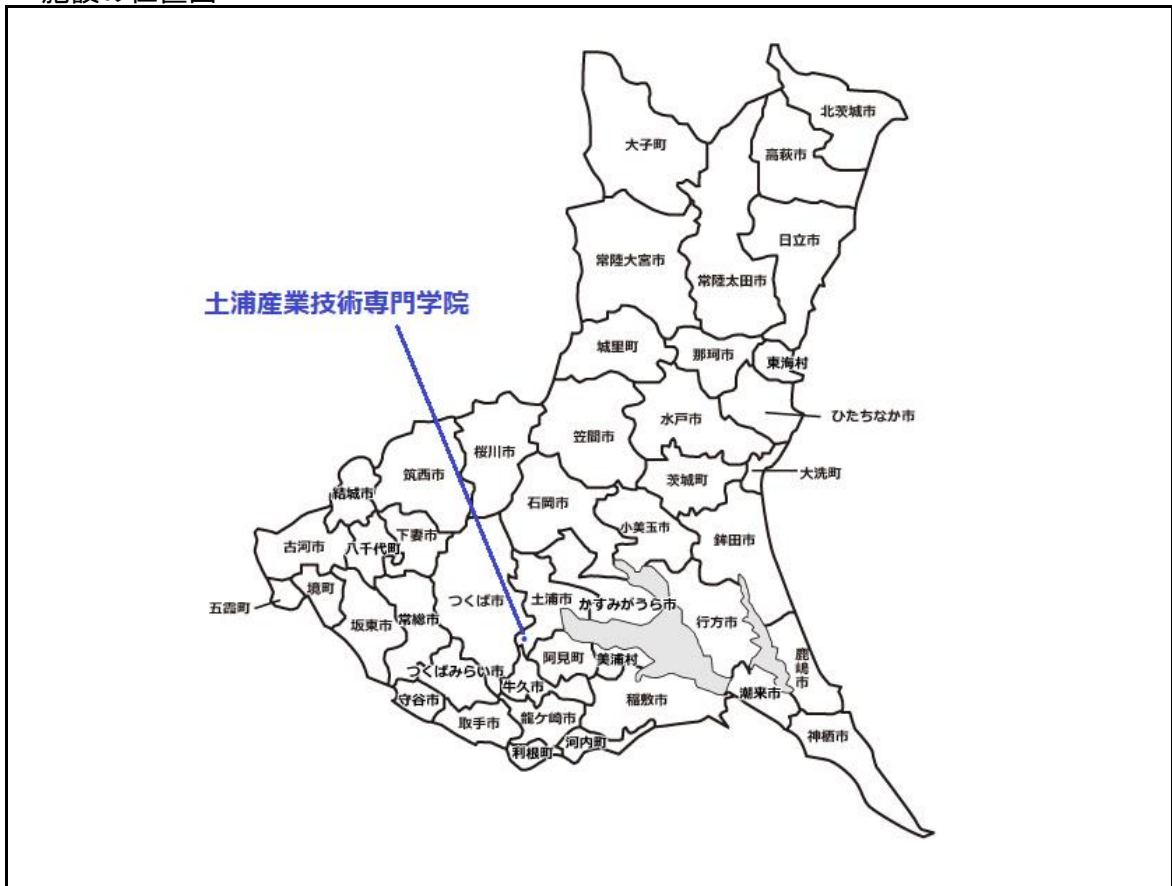 施設の位置図
北茨城市
大子町
高萩市
日立市
常陸大宮市
常陸太田市
土浦産業技術専門学院
城里町
那珂市
東海村
ひたちなか市
水戸市
笠間市
桜川市
大洗町
筑西市
茨城町
結城市
石岡市
小美玉市
鉾田市
下妻市
古河市
八千代町
境町
つくば市
土浦市
かすみがうら市
五霞町
坂東市
常総市
行方市
阿見町
美浦村
鹿嶋市
つくばみらい市
牛久市
守谷市
稲敷市
潮来市
取手市
龍ケ崎市
神栖市
利根町
河内町